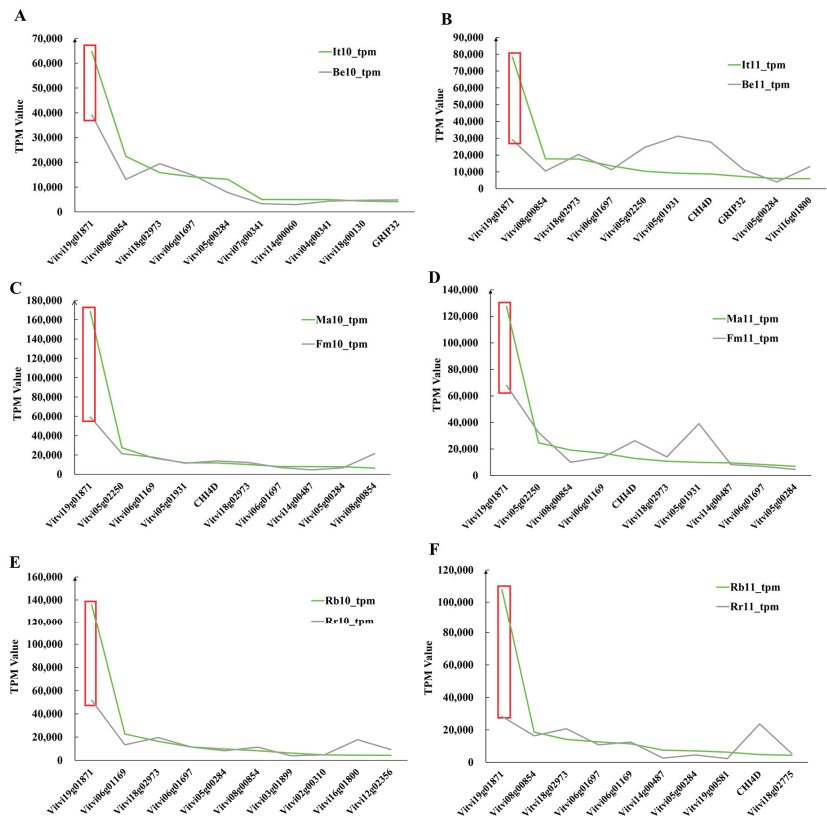 A
TPM Value
70,000
60,000
50,000
40,000
30,000
20,000
10,000
0
It10_tpm
Be10_tpm
Vitvi19g01871
Vitvi08g00854
Vitvi18g02973
Vitvi06g01697
Vitvi05g00284
Vitvi07g00341
Vitvi14g00060
Vitvi04g00341
Vitvi18g00130
GRIP32
B
TPM Value
90,000
80,000
70,000
60,000
50,000
40,000
30,000
20,000
10,000
0
It11_tpm
Be11_tpm
Vitvi19g01871
Vitvi08g00854
Vitvi18g02973
Vitvi06g01697
Vitvi05g02250
Vitvi05g01931
CHI4D
GRIP32
Vitvi05g00284
Vitvi16g01800
C
TPM Value
180,000
160,000
140,000
120,000
100,000
80,000
60,000
40,000
20,000
0
Ma10_tpm
Fm10_tpm
Vitvi19g01871
Vitvi05g02250
Vitvi06g01169
Vitvi05g01931
CHI4D
Vitvi18g02973
Vitvi06g01697
Vitvi14g00487
Vitvi05g00284
Vitvi08g00854
D
TPM Value
140,000
120,000
100,000
80,000
60,000
40,000
20,000
0
Ma11_tpm
Fm11_tpm
Vitvi19g01871
Vitvi05g02250
Vitvi08g00854
Vitvi06g01169
CHI4D
Vitvi18g02973
Vitvi05g01931
Vitvi14g00487
Vitvi06g01697
Vitvi05g00284
E
TPM Value
160,000
140,000
120,000
100,000
80,000
60,000
40,000
20,000
0
Rb10_tpm
Rr10_tpm
Vitvi19g01871
Vitvi06g01169
Vitvi18g02973
Vitvi06g01697
Vitvi05g00284
Vitvi08g00854
Vitvi03g01899
Vitvi02g00310
Vitvi16g01800
Vitvi12g02356
F
TPM Value
120,000
100,000
80,000
60,000
40,000
20,000
0
Rb11_tpm
Rr11_tpm
Vitvi19g01871
Vitvi08g00854
Vitvi18g02973
Vitvi06g01697
Vitvi06g01169
Vitvi14g00487
Vitvi05g00284
Vitvi19g00581
CHI4D
Vitvi18g02775